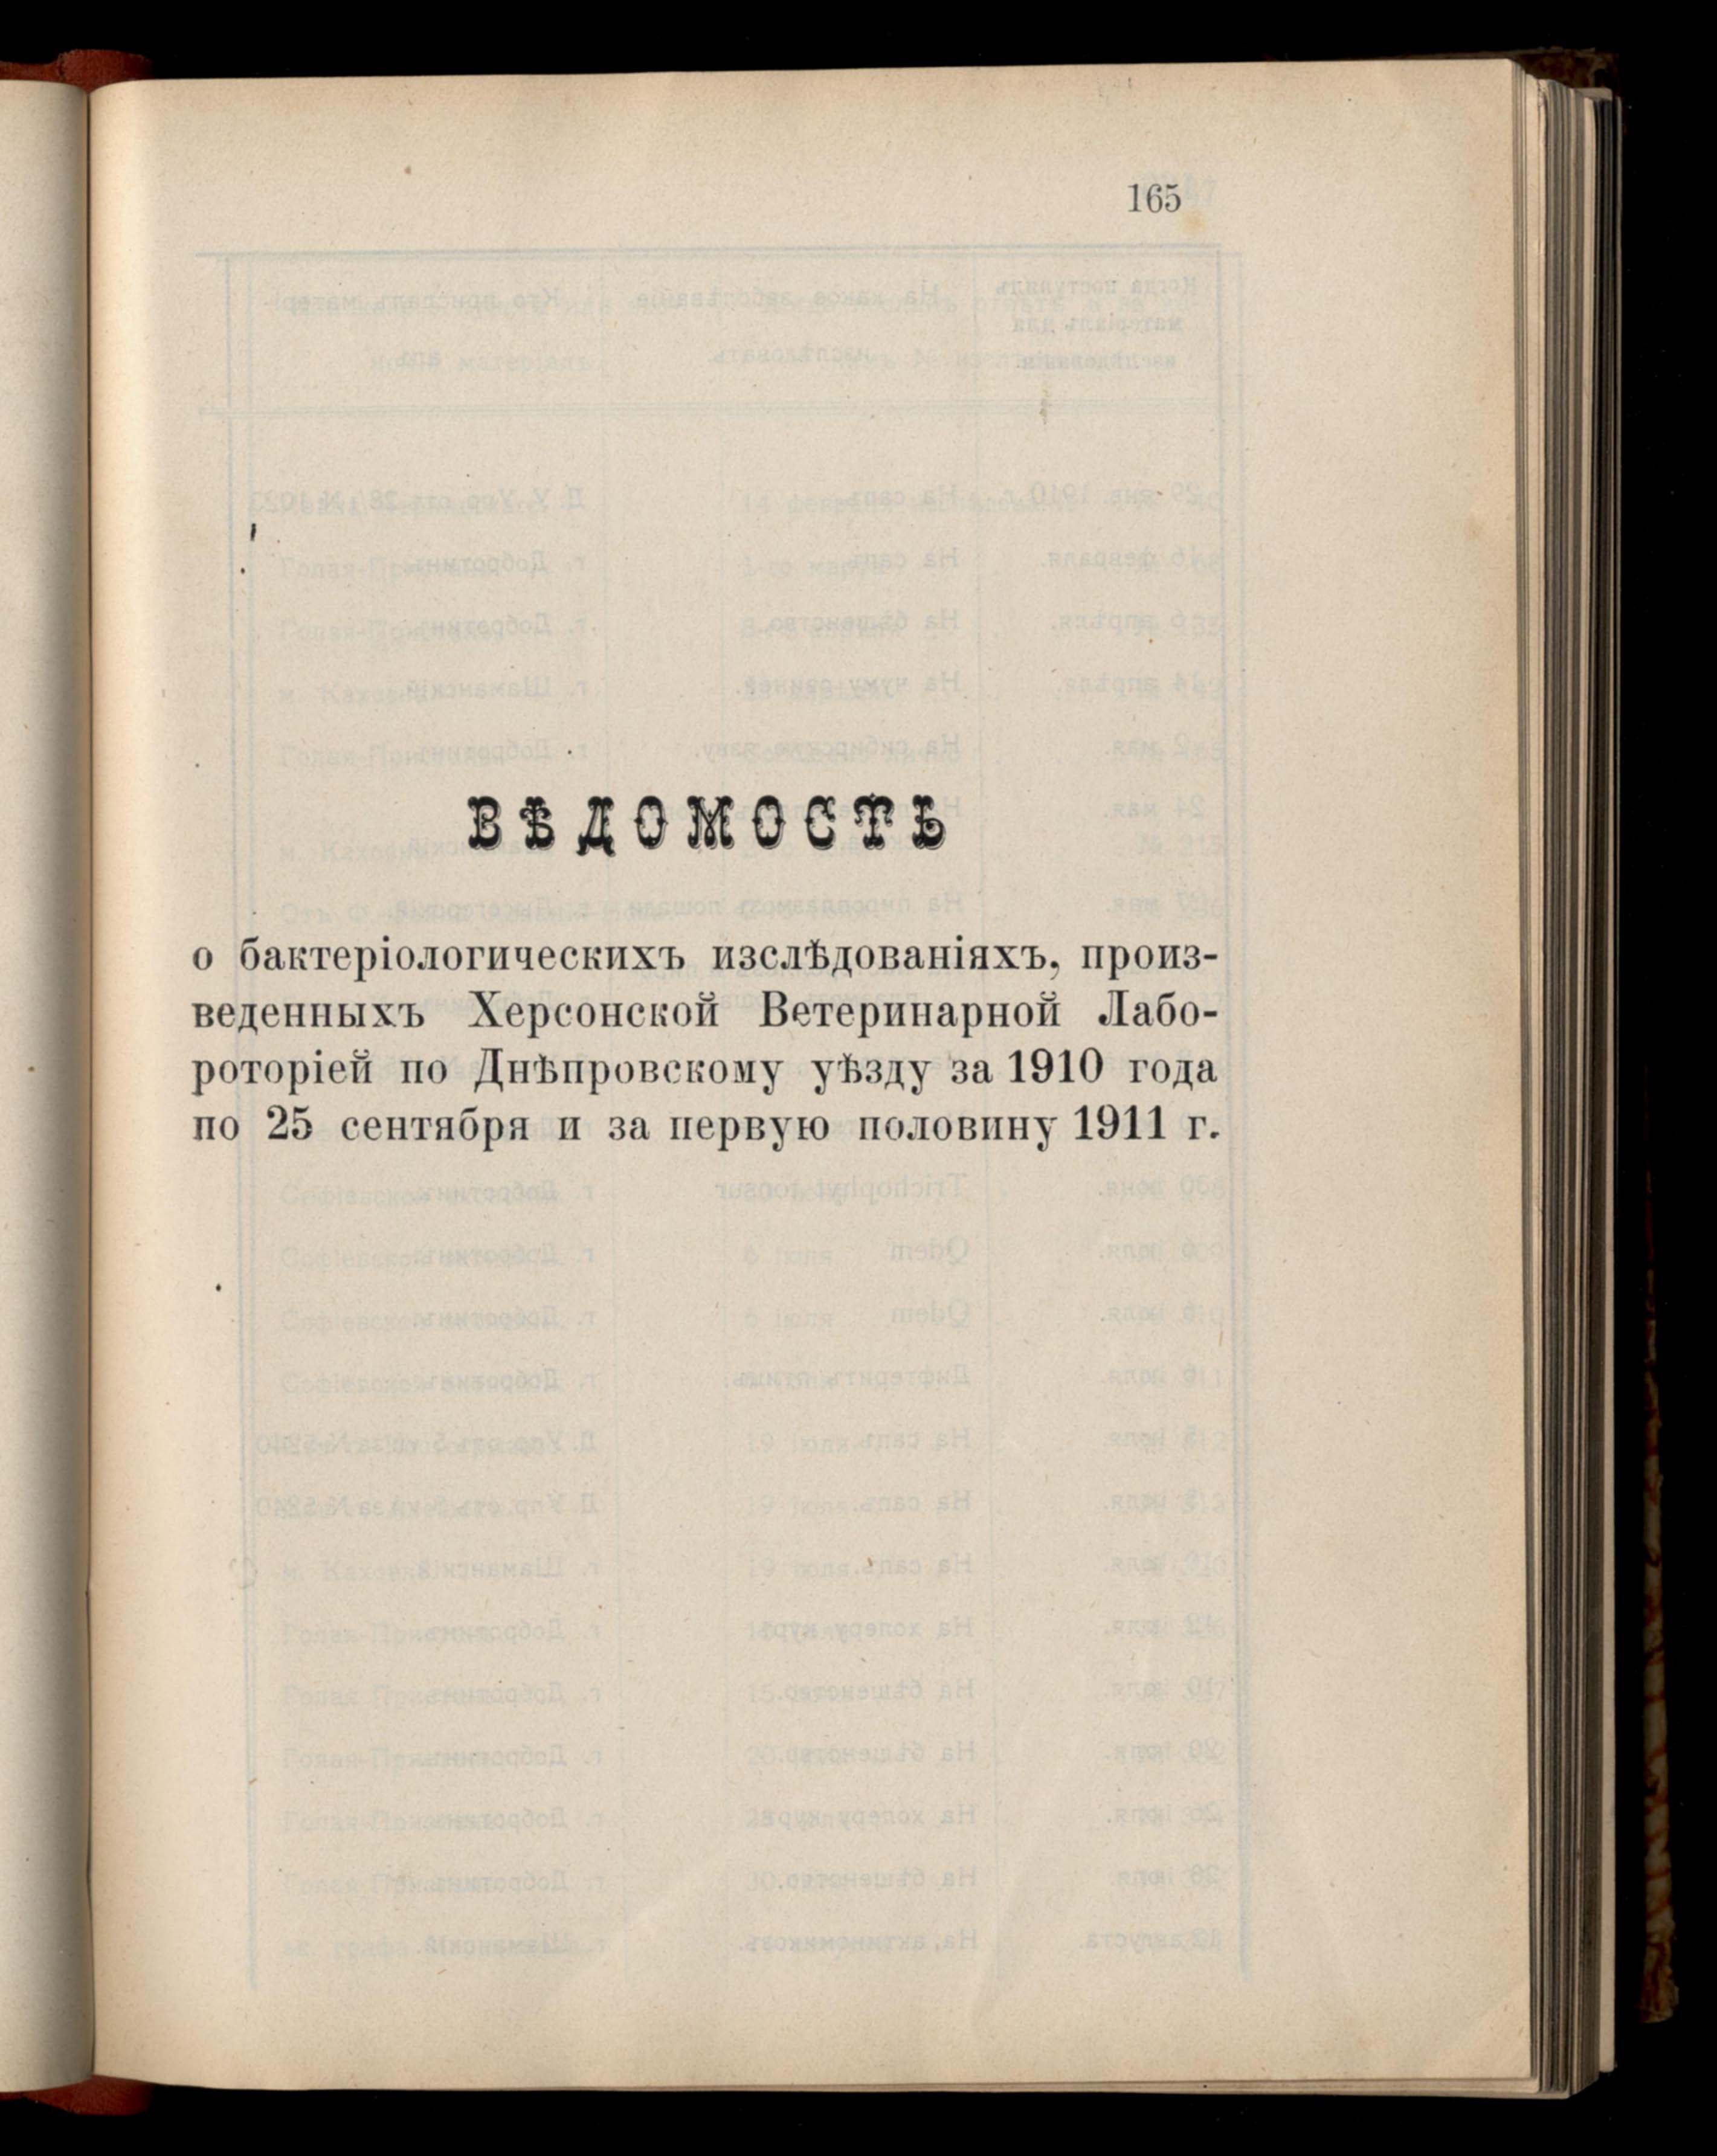 165
ВѢДОМОСТЬ
о бактеріологическихъ изслѣдованіяхъ, произ-
веденныхъ Херсонской Ветеринарной Лабо-
роторіей по Днѣпровскому уѣзду за 1910 года
по 25 сентября и за первую половину 1911 г.